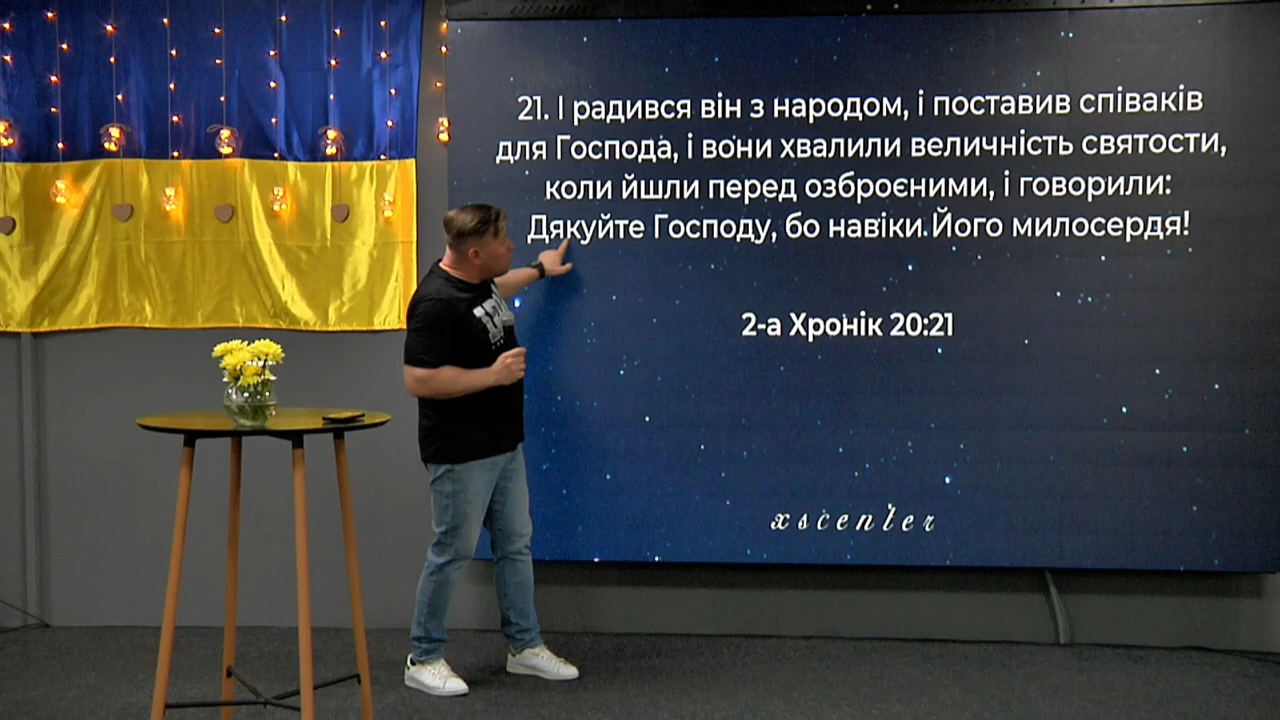 21. І радився він з народом, і поставив співаків
для Господа, і вони хвалили величність святости,
коли йшли перед озброєними, і говорили:
Дякуйте Господу, бо навіки Його милосердя!
2-а Хронік 20:21
xscenter